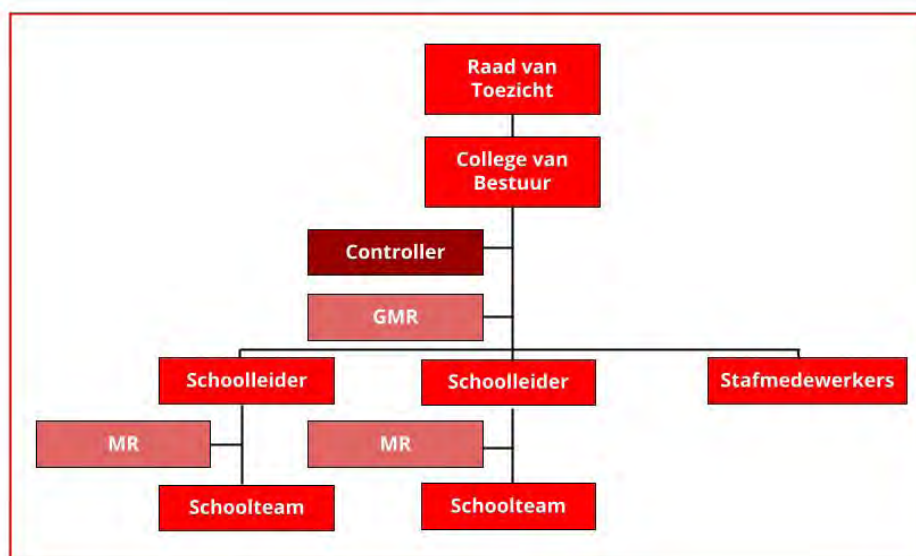 Raad van
Toezicht
College van
Bestuur
Controller
GMR
Schoolleider
Schoolleider
Stafmedewerkers
MR
MR
Schoolteam
Schoolteam